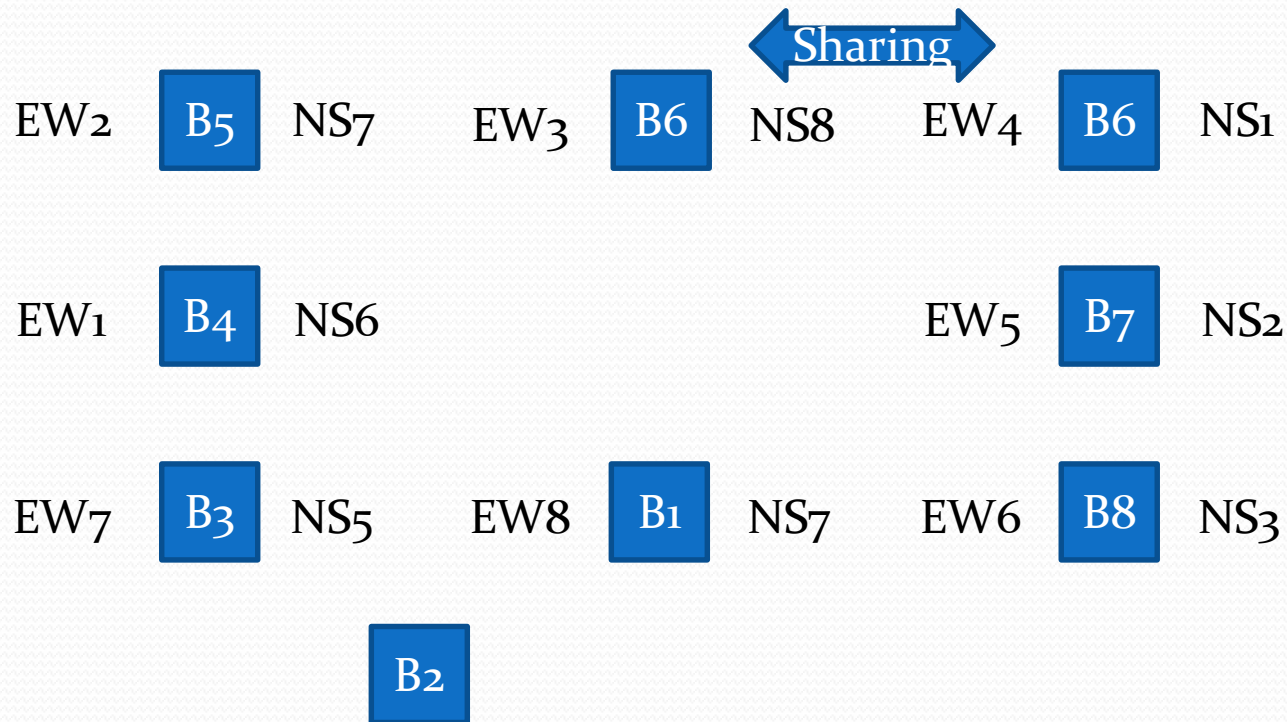 Sharing
EW2 B5 NS7 EW3 B6 NS8 EW4 B6 NS1
EW1 B4 NS6 EW5 B7 NS2
EW7 B3 NS5 EW8 B1 NS7 EW6 B8 NS3
B2